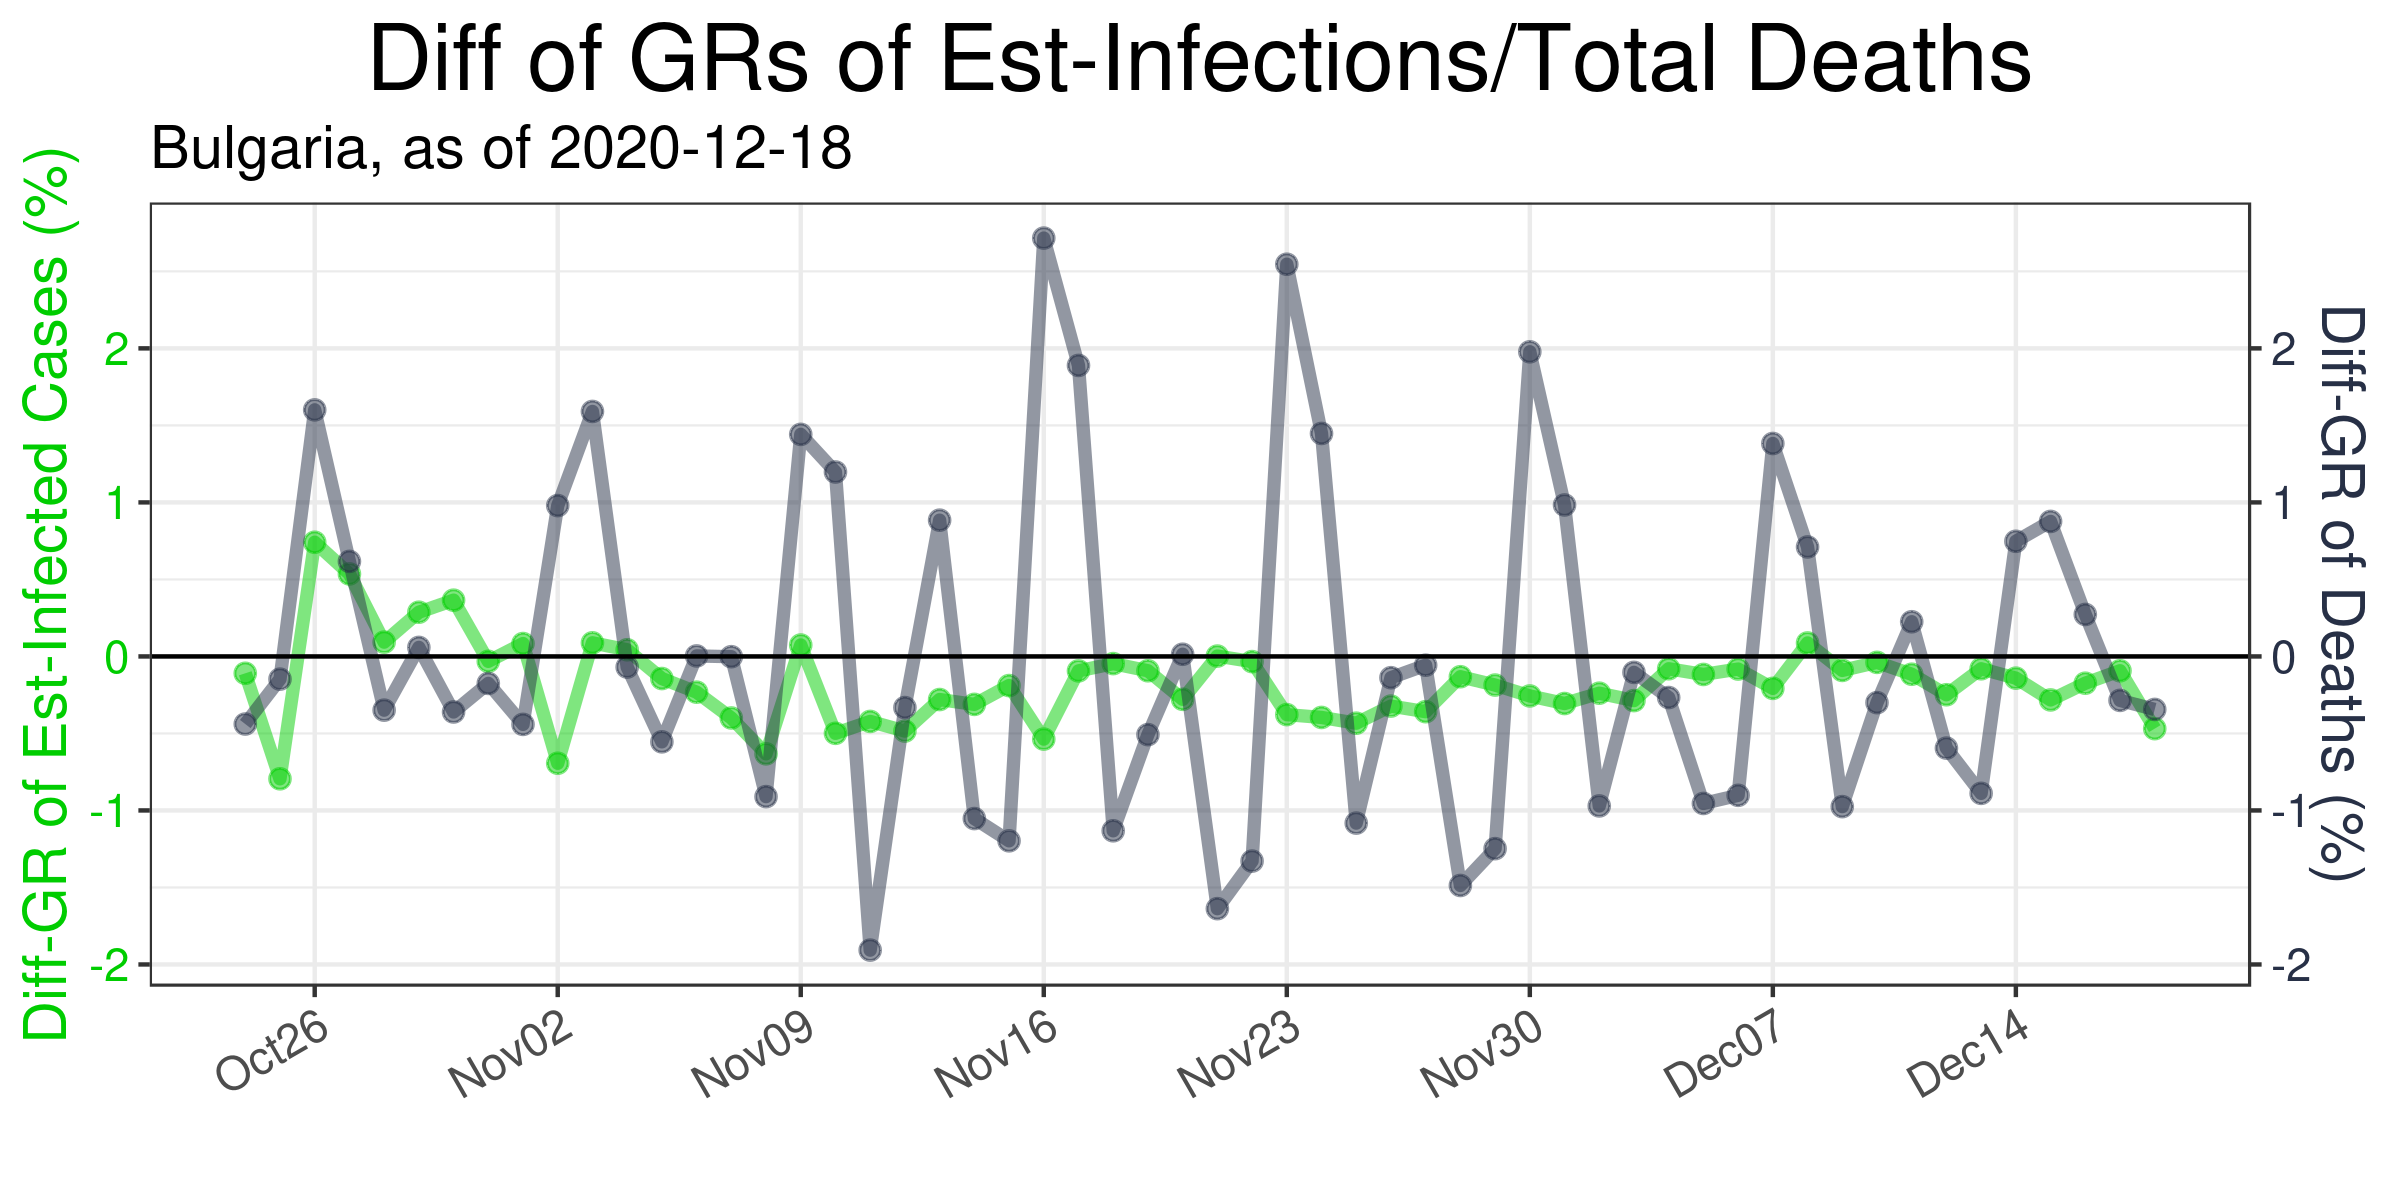 Diff of GRs of Est-Infections/Total Deaths
Bulgaria, as of 2020-12-18
Diff-GR of Est-Infected Cases (%)
2
1
0
-1
-2
2
1
0
-1
-2
Diff-GR of Deaths (%)
Oct26
Nov02
Nov09
Nov16
Nov23
Nov30
Dec07
Dec14